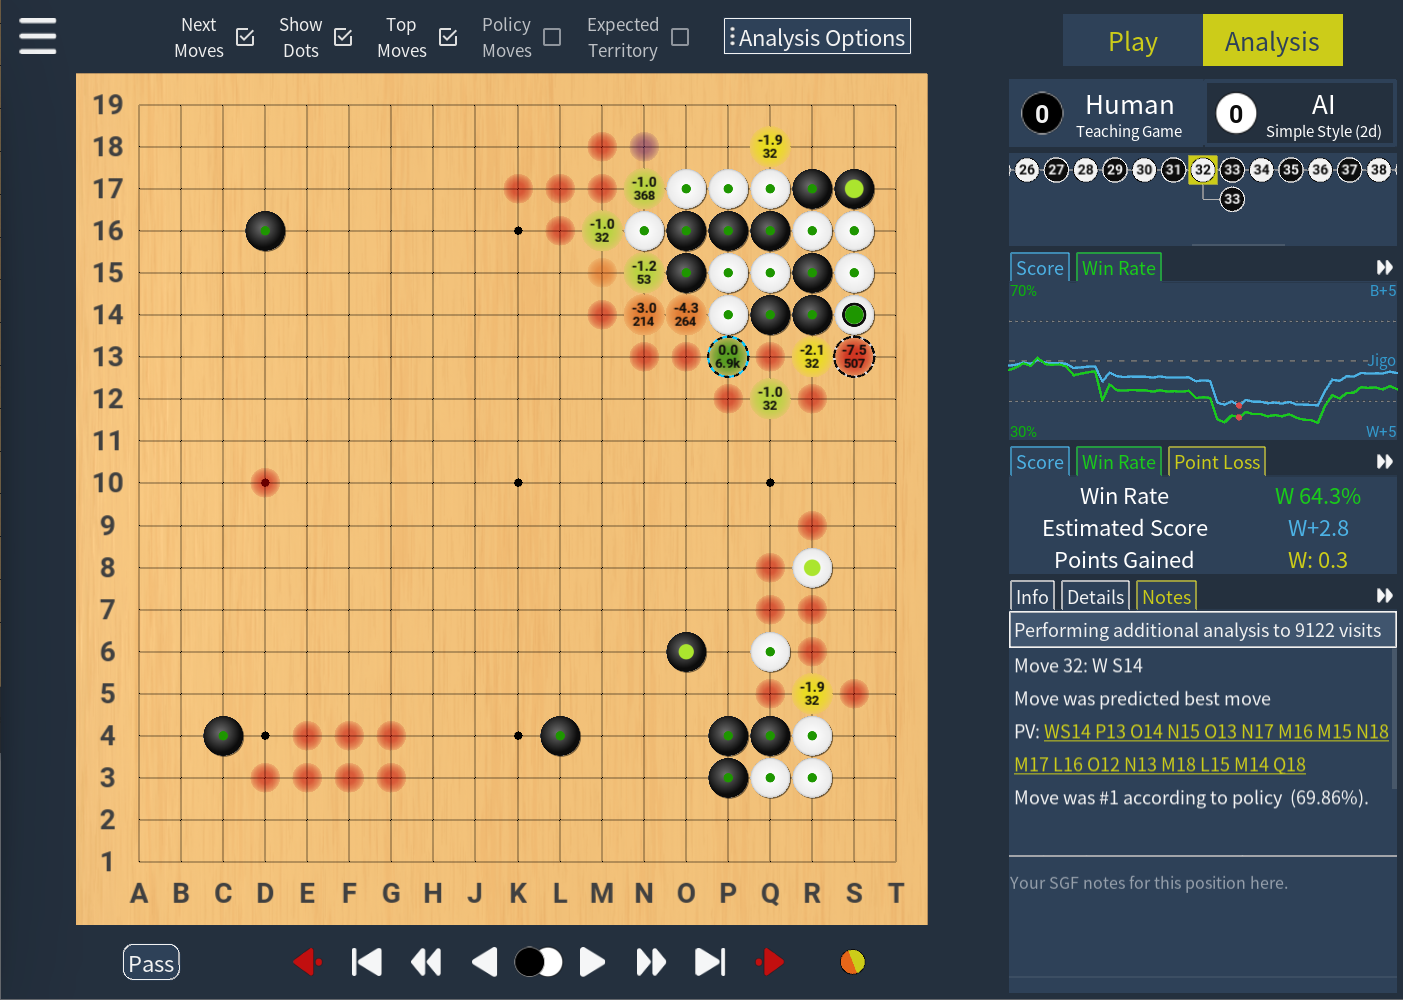 Next Moves
Show Dots
Top Moves
Policy Moves
Expected Territory
Analysis Options
Play
Analysis
0
Human
Teaching Game
0
AI
Simple Style (2d)
26 27 28 29 30 31 32 33 34 35 36 37 38
33
Score
Win Rate
70%
B+5
Jigo
30%
W+5
Score
Win Rate
Point Loss
Win Rate
W 64.3%
Estimated Score
W+2.8
Points Gained
W: 0.3
Info
Details
Notes
Performing additional analysis to 9122 visits
Move 32: W S14
Move was predicted best move
PV: WS14 P13 O14 N15 O13 N17 M16 M15 N18
M17 L16 O12 N13 M18 L15 M14 Q18
Move was #1 according to policy (69.86%).
Your SGF notes for this position here.
19
18
-1.9
32
17
-1.0
368
16
-1.0
32
15
-1.2
53
14
-3.0
214
-4.3
264
13
0.0
6.9k
-2.1
32
-7.5
507
12
-1.0
32
11
10
9
8
7
6
5
-1.9
32
4
3
2
1
A B C D E F G H J K L M N O P Q R S T
Pass